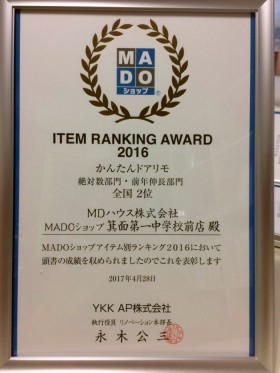 MA
DO
ショップ
ITEM RANKING AWARD
2016
かんたんドアリモ
絶対数部門・前年伸長部門
全国 2位
MDハウス株式会社
MADOショップ 箕面第一中学校前店 殿
MADOショップアイテム別ランキング2016において
頭書の成績を収められましたのでこれを表彰します
2017年4月28日
YKK AP株式会社
執行役員 リノベーション本部長
永木公三